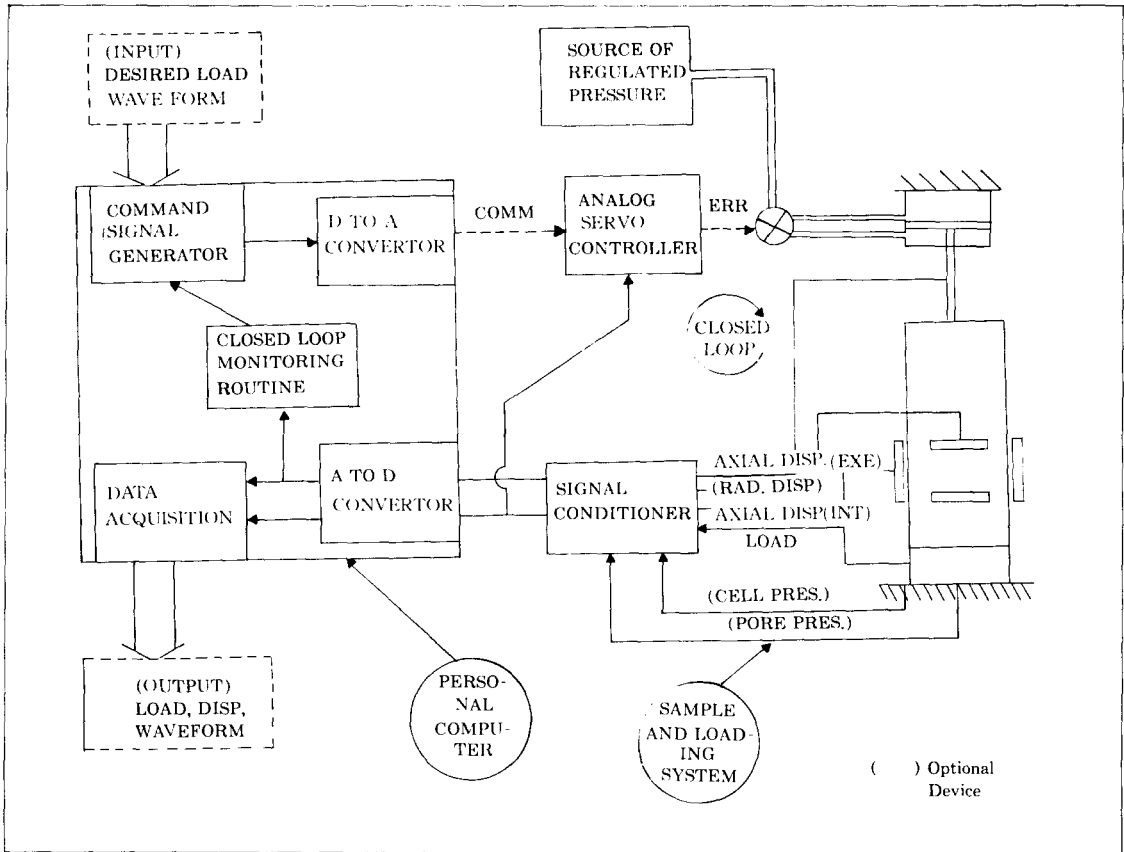 (INPUT)
DESIRED LOAD
WAVE FORM
SOURCE OF
REGULATED
PRESSURE
COMMAND
SIGNAL
GENERATOR
D TO A
CONVERTOR
COMM
ANALOG
SERVO
CONTROLLER
ERR
CLOSED LOOP
MONITORING
ROUTINE
CLOSED
LOOP
DATA
ACQUISITION
A TO D
CONVERTOR
SIGNAL
CONDITIONER
AXIAL DISP. (EXE)
(RAD. DISP)
AXIAL DISP(INT)
LOAD
(CELL PRES.)
(PORE PRES.)
(OUTPUT)
LOAD, DISP,
WAVEFORM
PERSO-
NAL
COMPU-
TER
SAMPLE
AND LOAD-
ING
SYSTEM
( ) Optional
Device